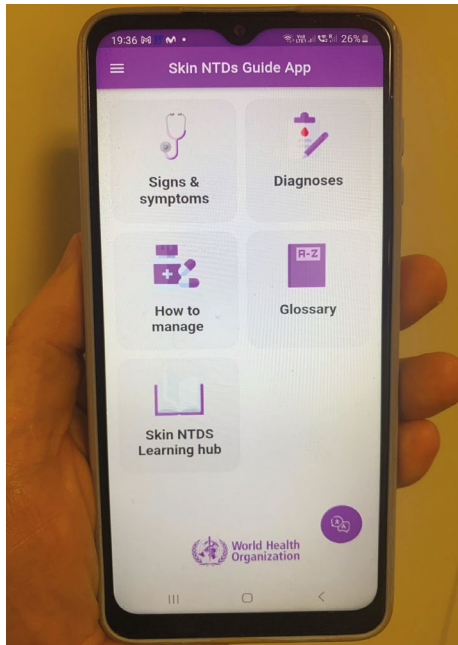 19:36
26%
Skin NTDs Guide App
Signs &
symptoms
Diagnoses
How to
manage
A-Z
Glossary
Skin NTDS
Learning hub
World Health
Organization